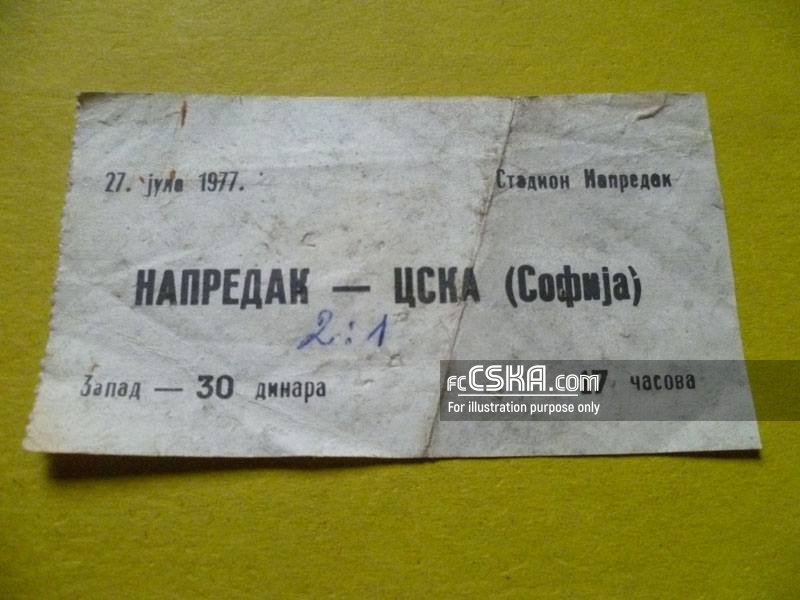 27. јула 1977.
Стадион Напредак
НАПРЕДАК — ЦСКА (Софија)
2:1
Запад — 30 динара
17 часова
FCCSKA.com
For illustration purpose only